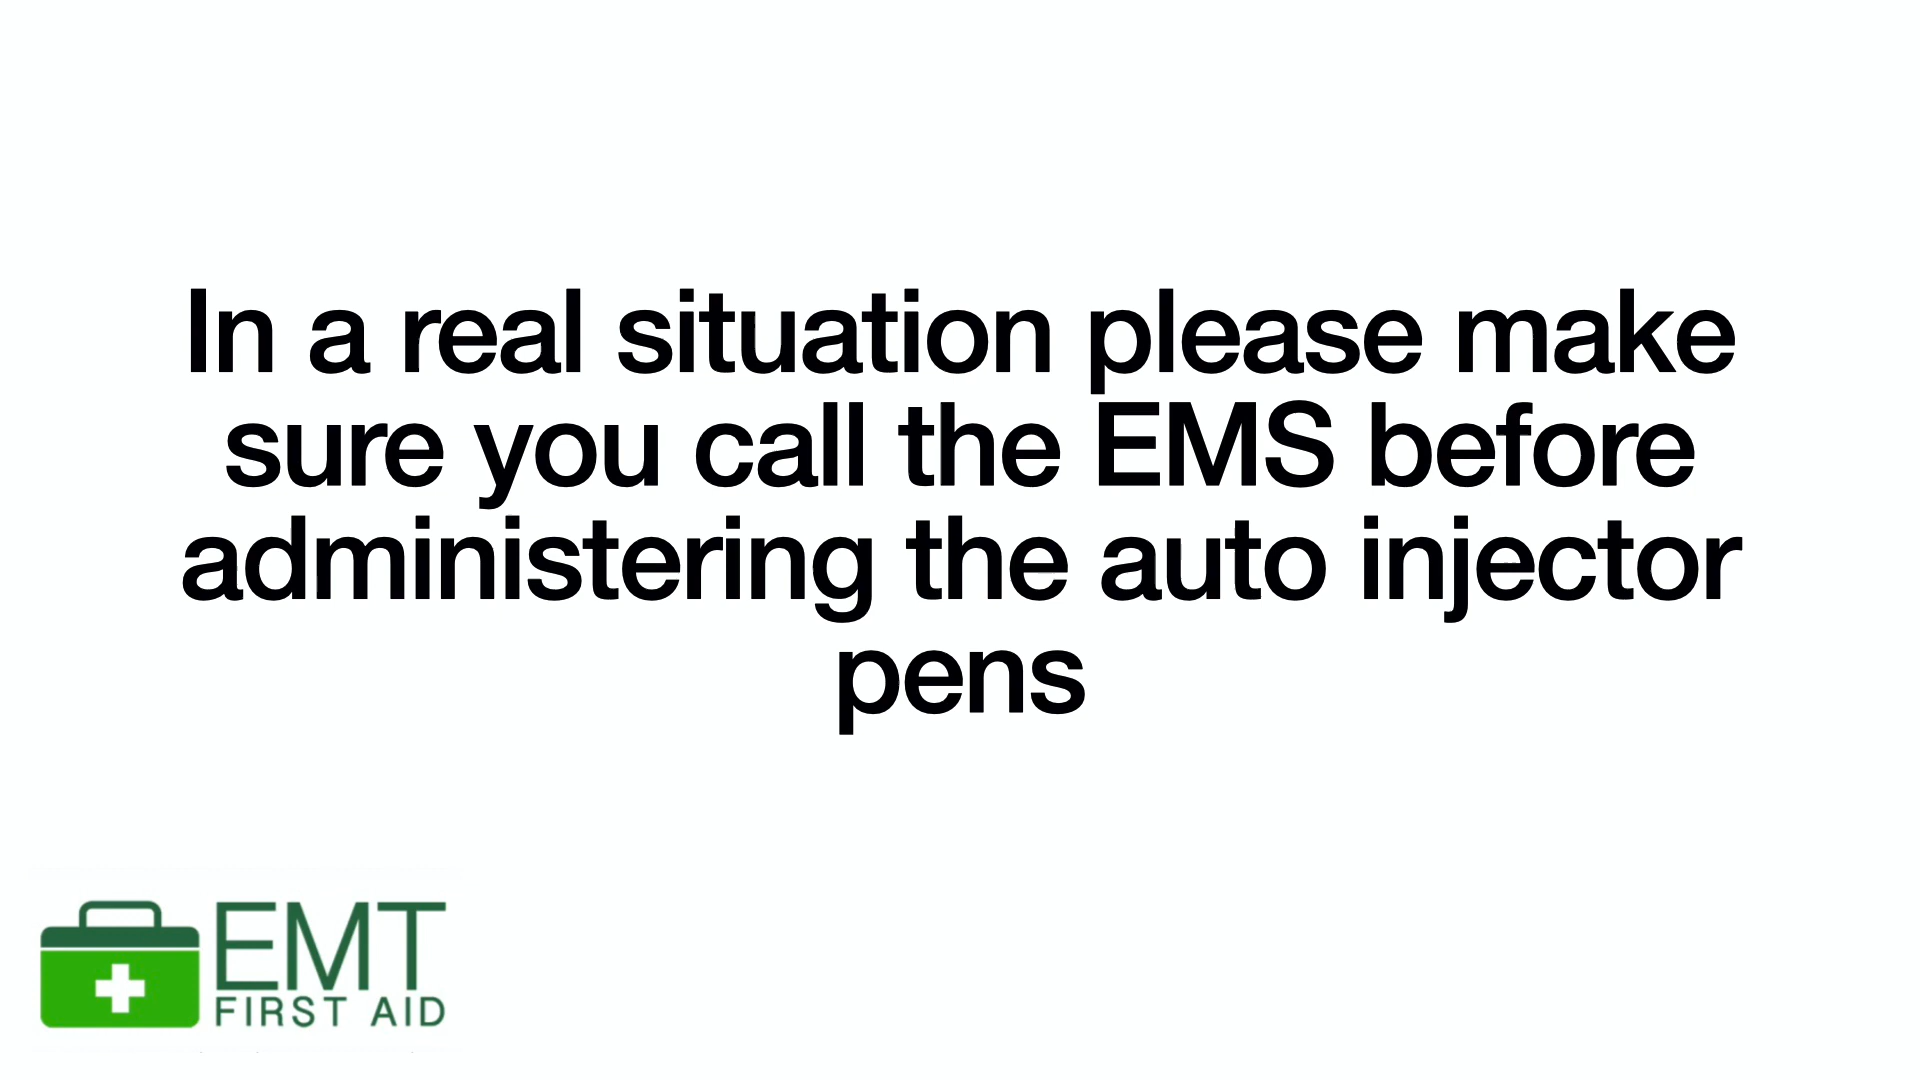 In a real situation please make
sure you call the EMS before
administering the auto injector
pens
EMT
FIRST AID